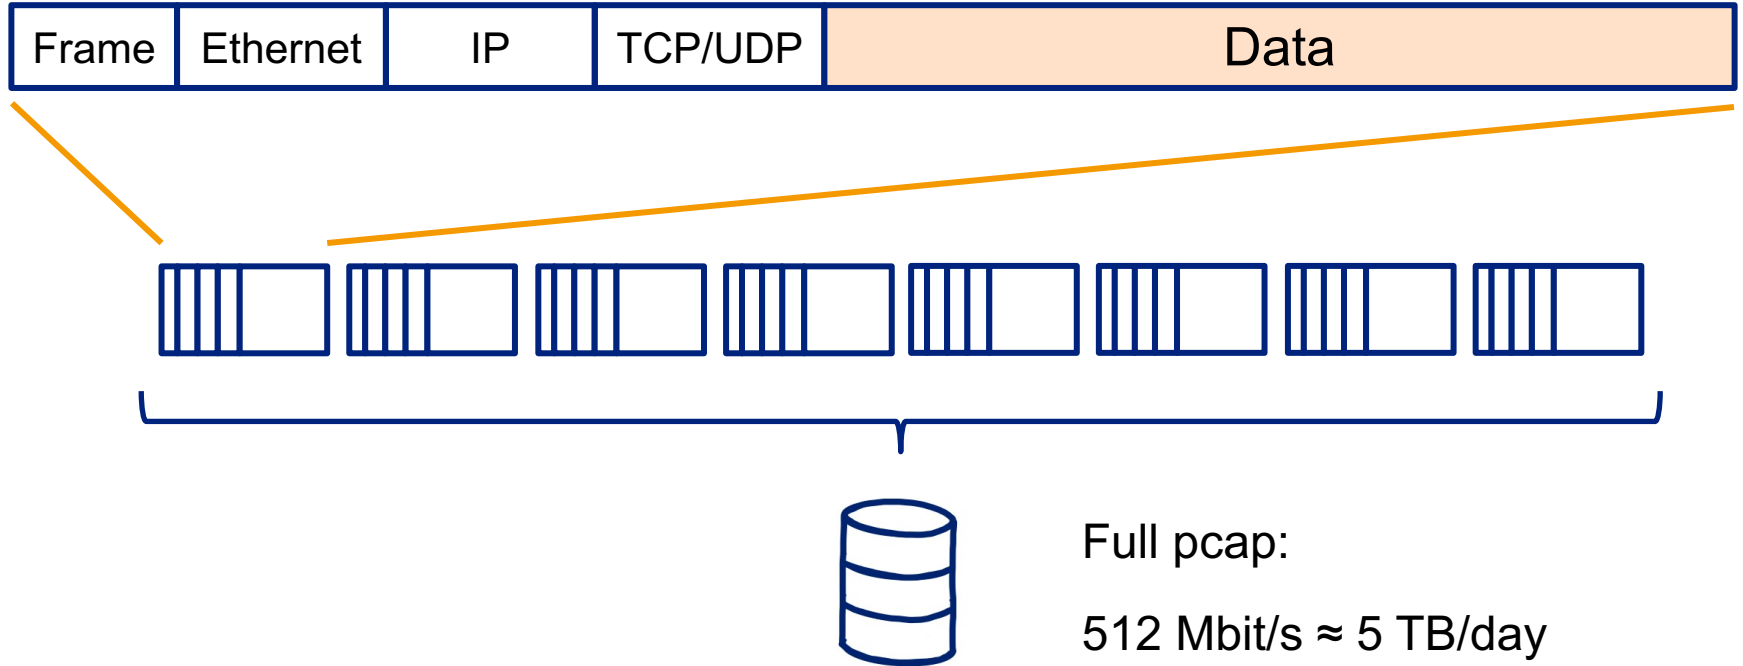 Frame Ethernet IP TCP/UDP Data
Full pcap:
512 Mbit/s ≈ 5 TB/day